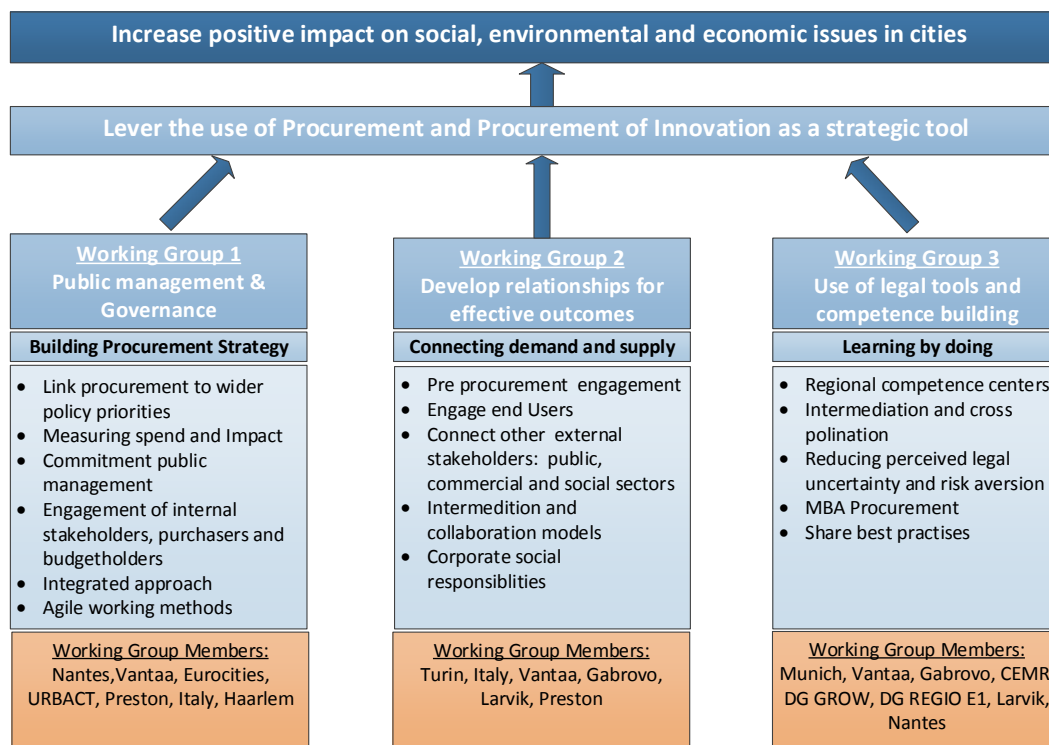 Increase positive impact on social, environmental and economic issues in cities
Lever the use of Procurement and Procurement of Innovation as a strategic tool
Working Group 1
Public management &
Governance
Building Procurement Strategy
• Link procurement to wider
policy priorities
• Measuring spend and Impact
• Commitment public
management
• Engagement of internal
stakeholders, purchasers and
budgetholders
• Integrated approach
• Agile working methods
Working Group Members:
Nantes,Vantaa, Eurocities,
URBACT, Preston, Italy, Haarlem
Working Group 2
Develop relationships for
effective outcomes
Connecting demand and supply
• Pre procurement engagement
• Engage end Users
• Connect other external
stakeholders: public,
commercial and social sectors
• Intermedition and
collaboration models
• Corporate social
responsiblities
Working Group Members:
Turin, Italy, Vantaa, Gabrovo,
Larvik, Preston
Working Group 3
Use of legal tools and
competence building
Learning by doing
• Regional competence centers
• Intermediation and cross
polination
• Reducing perceived legal
uncertainty and risk aversion
• MBA Procurement
• Share best practises
Working Group Members:
Munich, Vantaa, Gabrovo, CEMR,
DG GROW, DG REGIO E1, Larvik,
Nantes